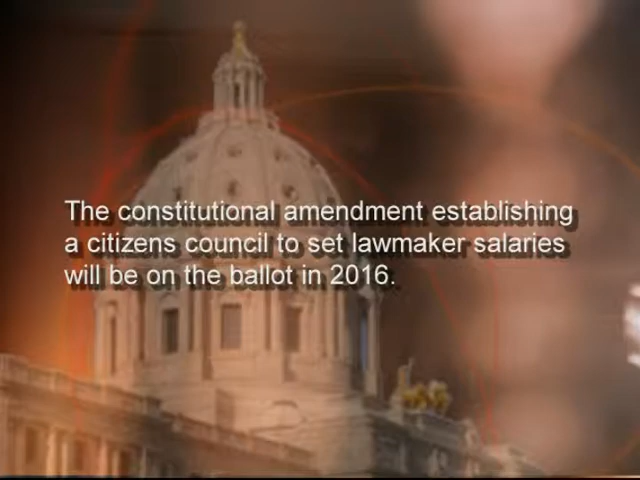 The constitutional amendment establishing
a citizens council to set lawmaker salaries
will be on the ballot in 2016.